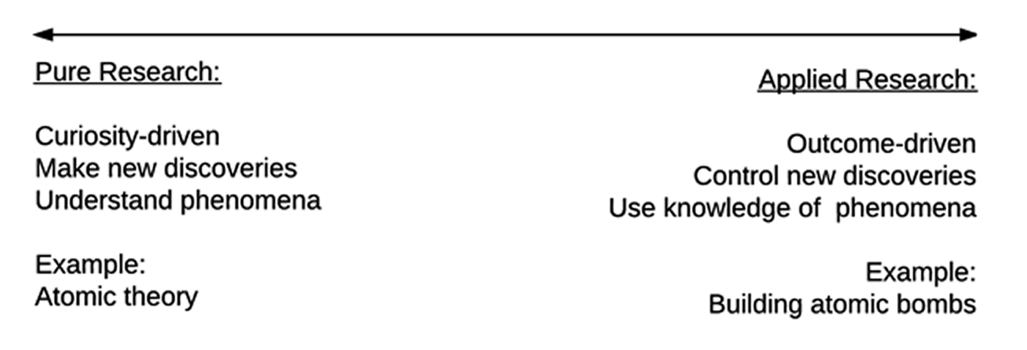 Pure Research:
Curiosity-driven
Make new discoveries
Understand phenomena
Example:
Atomic theory
Applied Research:
Outcome-driven
Control new discoveries
Use knowledge of  phenomena
Example:
Building atomic bombs